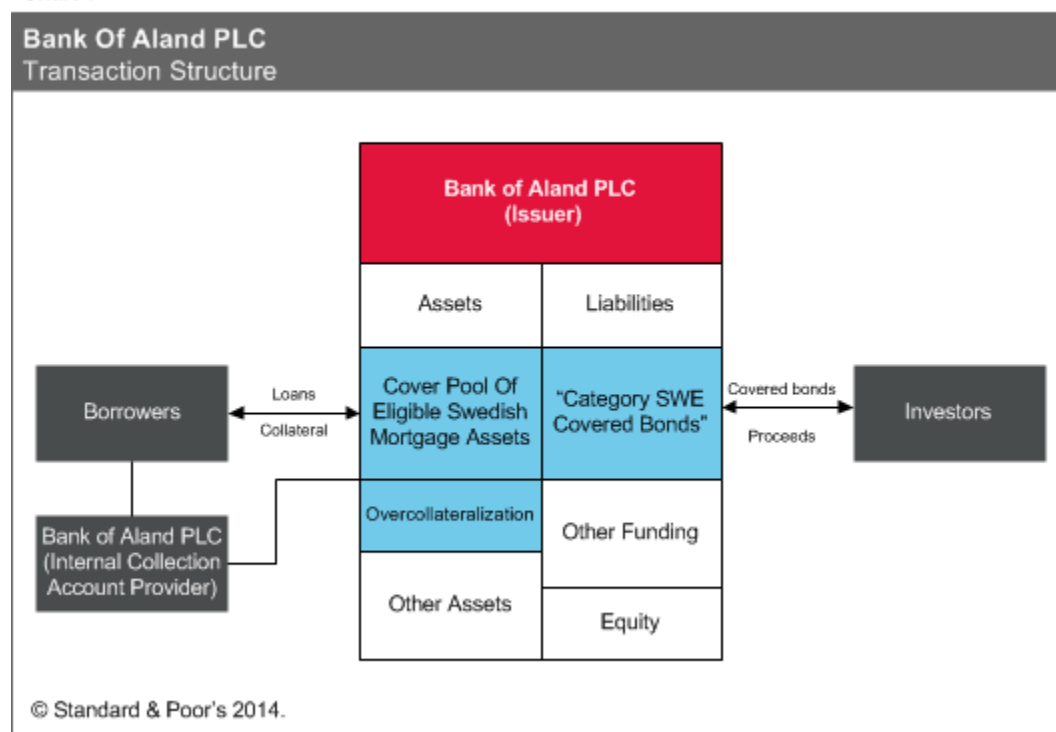 Bank Of Aland PLC
Transaction Structure
Bank of Aland PLC
(Issuer)
Assets
Liabilities
Borrowers
Loans
Collateral
Cover Pool Of
Eligible Swedish
Mortgage Assets
"Category SWE
Covered Bonds"
Covered bonds
Proceeds
Investors
Bank of Aland PLC
(Internal Collection
Account Provider)
Overcollateralization
Other Funding
Other Assets
Equity
© Standard & Poor's 2014.